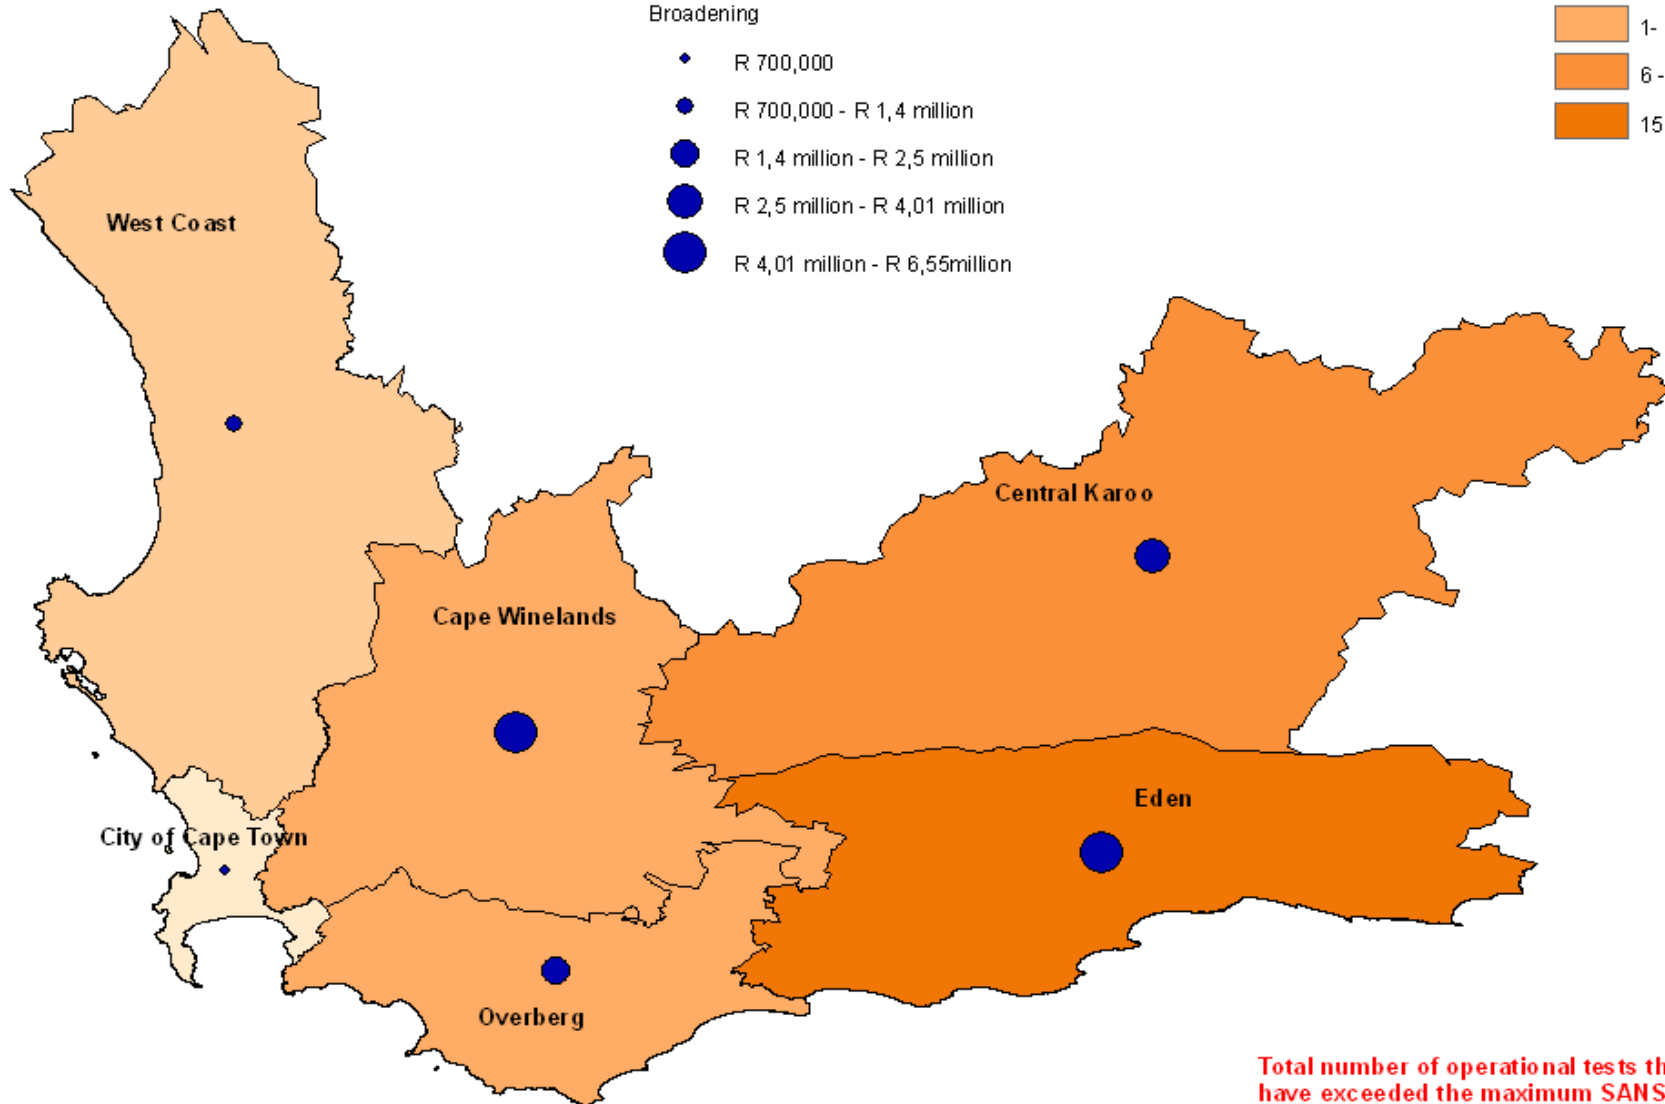 Broadening
R 700,000
R 700,000 - R 1,4 million
R 1,4 million - R 2,5 million
R 2,5 million - R 4,01 million
R 4,01 million - R 6,55million
1-
6 -
15
West Coast
Central Karoo
Cape Winelands
Eden
City of Cape Town
Overberg
Total number of operational tests th
have exceeded the maximum SANS